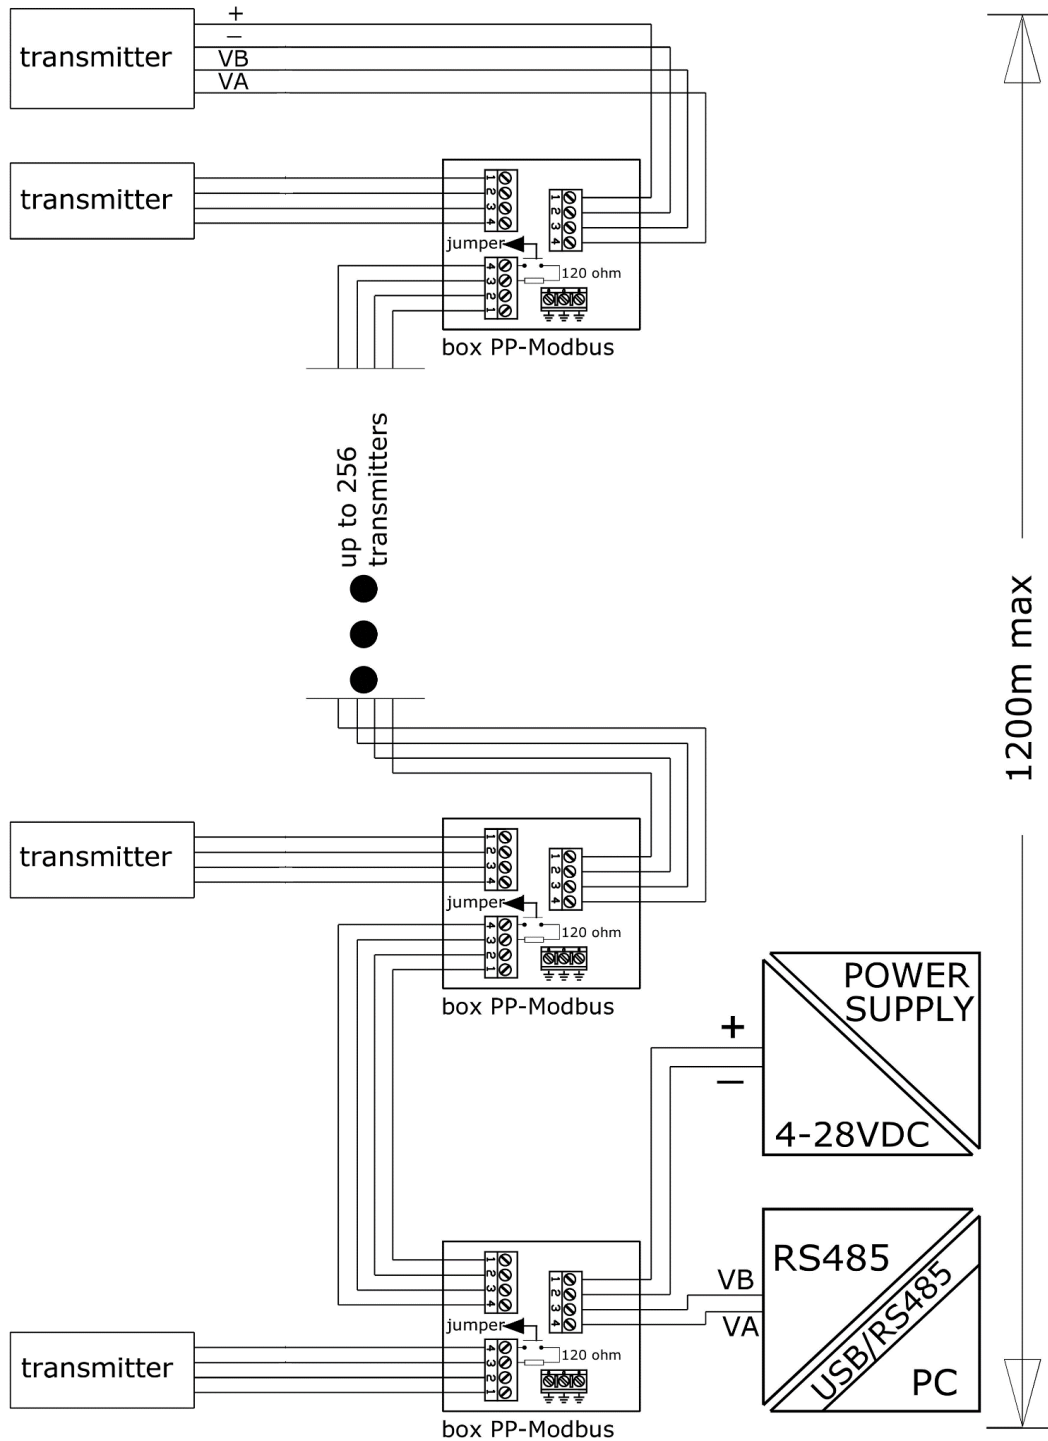 +
–
VB
VA
transmitter
transmitter
1
2
3
4
1
2
3
4
jumper
4
3
2
1
120 ohm
box PP-Modbus
up to 256
transmitters
1200m max
transmitter
1
2
3
4
1
2
3
4
jumper
4
3
2
1
120 ohm
box PP-Modbus
POWER
SUPPLY
+
–
4-28VDC
transmitter
1
2
3
4
1
2
3
4
jumper
4
3
2
1
120 ohm
box PP-Modbus
VB
VA
RS485
USB/RS485
PC